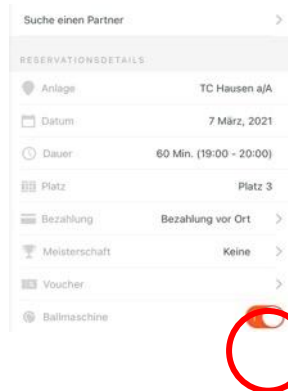 Suche einen Partner
RESERVATIONSDETAILS
Anlage TC Hausen a/A
Datum 7 März, 2021
Dauer 60 Min. (19:00 - 20:00)
Platz Platz 3
Bezahlung Bezahlung vor Ort
Meisterschaft Keine
Voucher
Ballmaschine